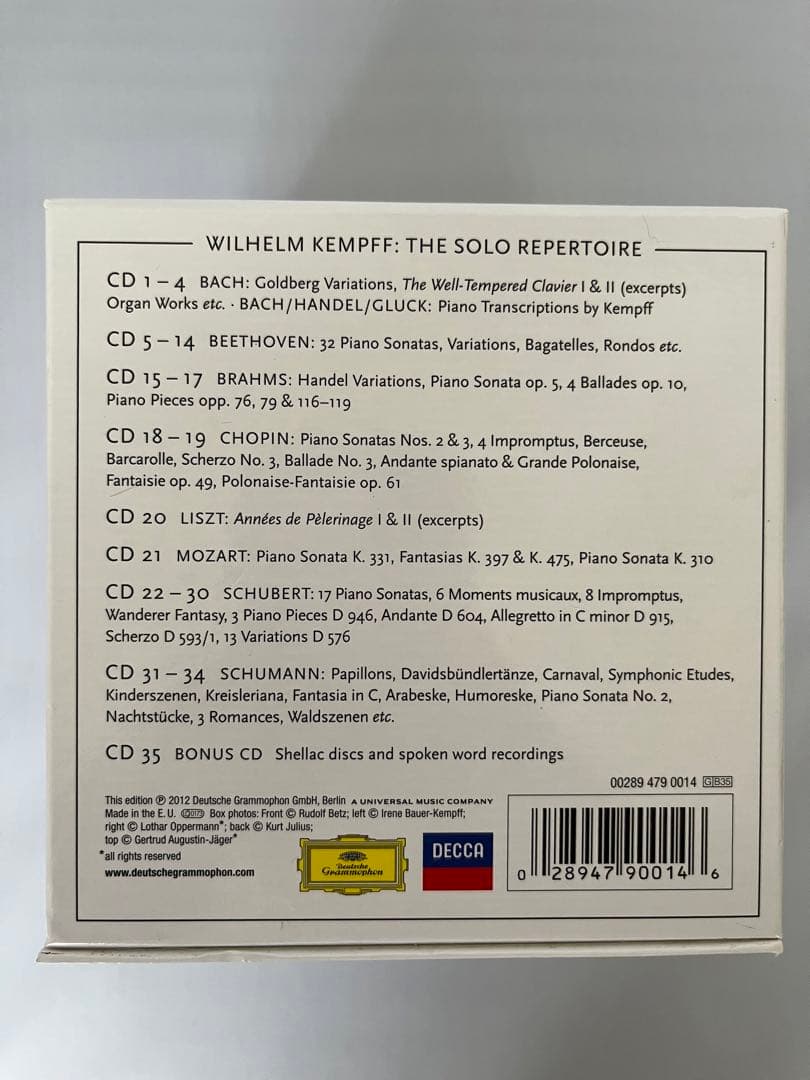 WILHELM KEMPFF: THE SOLO REPERTOIRE
CD 1 – 4 BACH: Goldberg Variations, The Well-Tempered Clavier I & II (excerpts)
Organ Works etc. · BACH/HANDEL/GLUCK: Piano Transcriptions by Kempff
CD 5 – 14 BEETHOVEN: 32 Piano Sonatas, Variations, Bagatelles, Rondos etc.
CD 15 – 17 BRAHMS: Handel Variations, Piano Sonata op. 5, 4 Ballades op. 10,
Piano Pieces opp. 76, 79 & 116–119
CD 18 – 19 CHOPIN: Piano Sonatas Nos. 2 & 3, 4 Impromptus, Berceuse,
Barcarolle, Scherzo No. 3, Ballade No. 3, Andante spianato & Grande Polonaise,
Fantaisie op. 49, Polonaise-Fantaisie op. 61
CD 20 LISZT: Années de Pèlerinage I & II (excerpts)
CD 21 MOZART: Piano Sonata K. 331, Fantasias K. 397 & K. 475, Piano Sonata K. 310
CD 22 – 30 SCHUBERT: 17 Piano Sonatas, 6 Moments musicaux, 8 Impromptus,
Wanderer Fantasy, 3 Piano Pieces D 946, Andante D 604, Allegretto in C minor D 915,
Scherzo D 593/1, 13 Variations D 576
CD 31 – 34 SCHUMANN: Papillons, Davidsbündlertänze, Carnaval, Symphonic Etudes,
Kinderszenen, Kreisleriana, Fantasia in C, Arabeske, Humoreske, Piano Sonata No. 2,
Nachtstücke, 3 Romances, Waldszenen etc.
CD 35 BONUS CD Shellac discs and spoken word recordings
00289 479 0014 GB35
This edition ℗ 2012 Deutsche Grammophon GmbH, Berlin A UNIVERSAL MUSIC COMPANY
Made in the E. U. Box photos: Front © Rudolf Betz; left © Irene Bauer-Kempff;
right © Lothar Oppermann*; back © Kurt Julius;
top © Gertrud Augustin-Jäger*
*all rights reserved
www.deutschegrammophon.com
Deutsche
Grammophon
DECCA
0 28947 90014 6